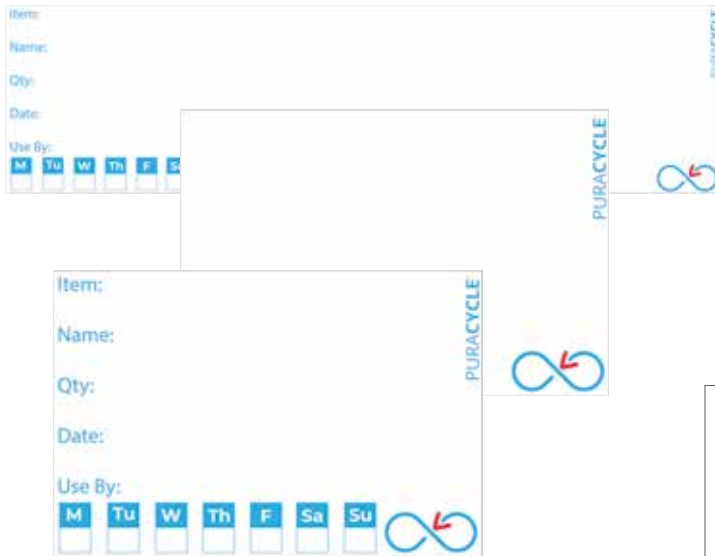 Item:
Name:
Qty:
Date:
Use By:
M Tu W Th F
PURACYCLE
Item:
Name:
Qty:
Date:
Use By:
M Tu W Th F Sa Su
PURACYCLE